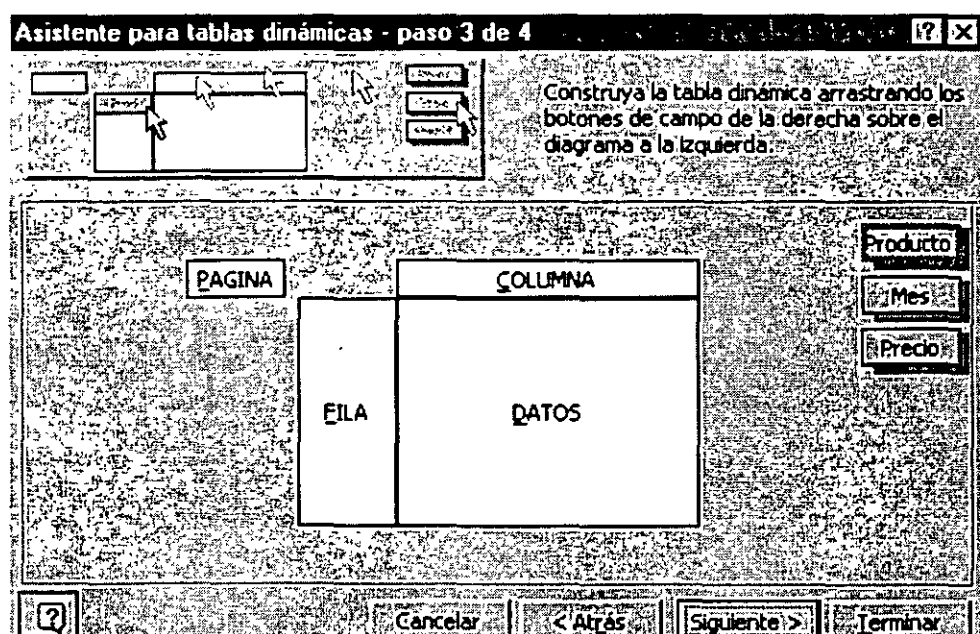 Asistente para tablas dinámicas - paso 3 de 4
Construya la tabla dinámica arrastrando los
botones de campo de la derecha sobre el
diagrama a la izquierda.
Producto
PAGINA
COLUMNA
Mes
Precio
FILA
DATOS
Cancelar
< Atrás
Siguiente >
Terminar